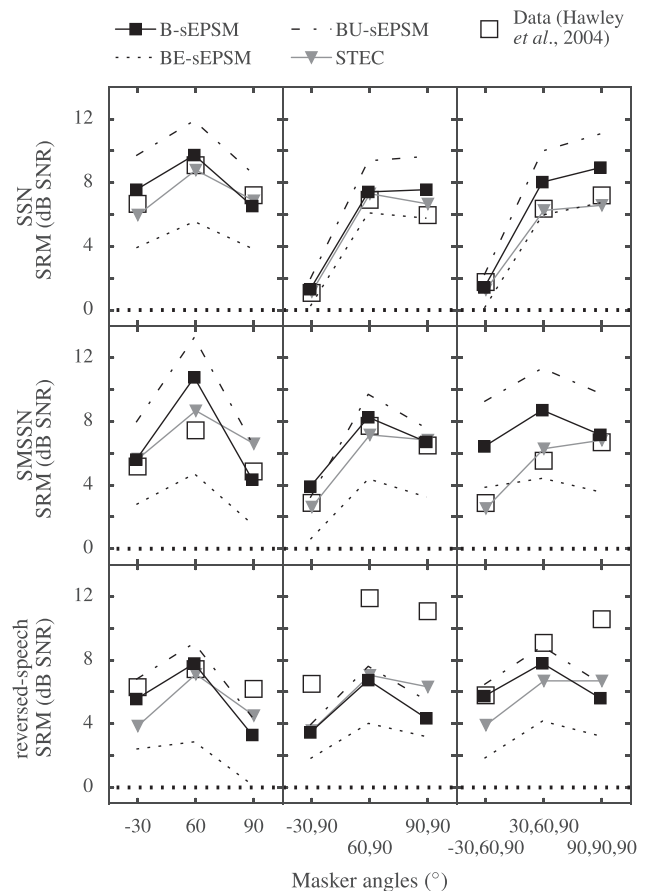 B-sEPSM
BU-sEPSM
Data (Hawley
et al., 2004)
BE-sEPSM
STEC
SSN
SRM (dB SNR)
12
8
4
0
SMSSN
SRM (dB SNR)
12
8
4
0
reversed-speech
SRM (dB SNR)
12
8
4
0
-30 60 90
-30,90 90,90
60,90
30,60,90
-30,60,90 90,90,90
Masker angles (°)